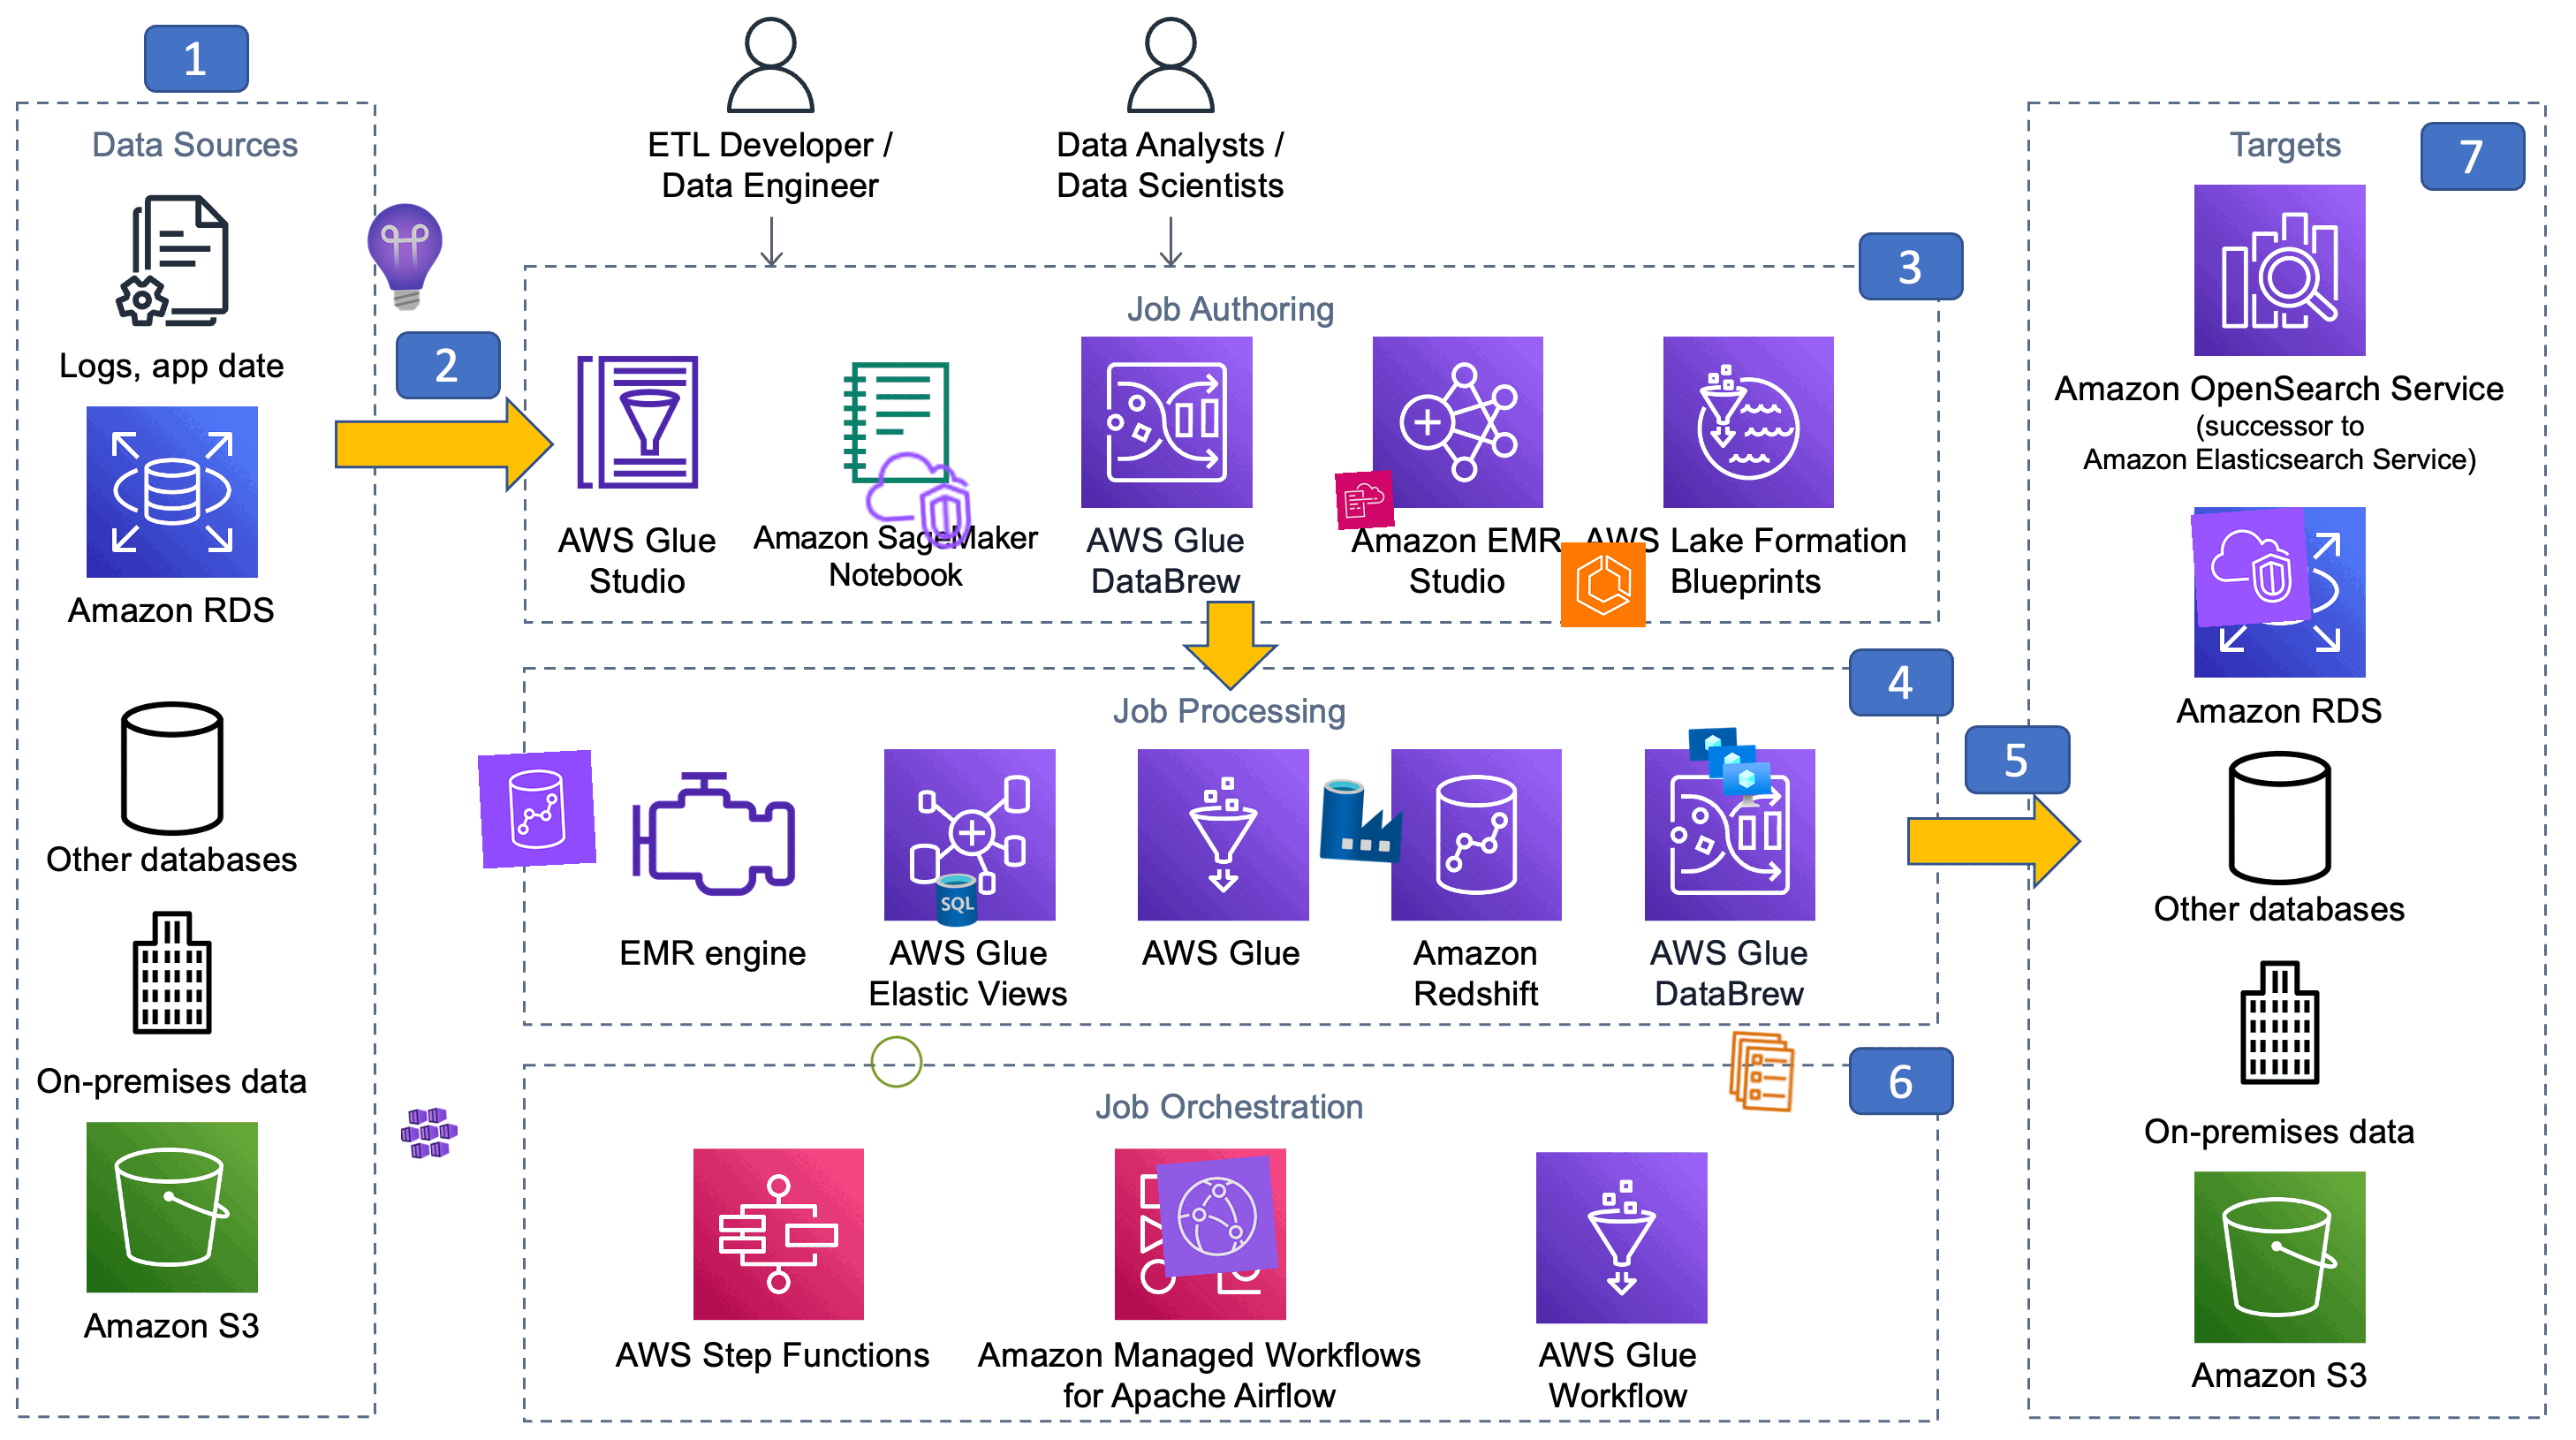 1
Data Sources
Logs, app date
Amazon RDS
Other databases
On-premises data
Amazon S3
2
ETL Developer /
Data Engineer
Data Analysts /
Data Scientists
3
Job Authoring
AWS Glue
Studio
Amazon SageMaker
Notebook
AWS Glue
DataBrew
Amazon EMR
Studio
AWS Lake Formation
Blueprints
4
Job Processing
EMR engine
SQL
AWS Glue
Elastic Views
AWS Glue
Amazon
Redshift
AWS Glue
DataBrew
5
6
Job Orchestration
AWS Step Functions
Amazon Managed Workflows
for Apache Airflow
AWS Glue
Workflow
7
Targets
Amazon OpenSearch Service
(successor to
Amazon Elasticsearch Service)
Amazon RDS
Other databases
On-premises data
Amazon S3